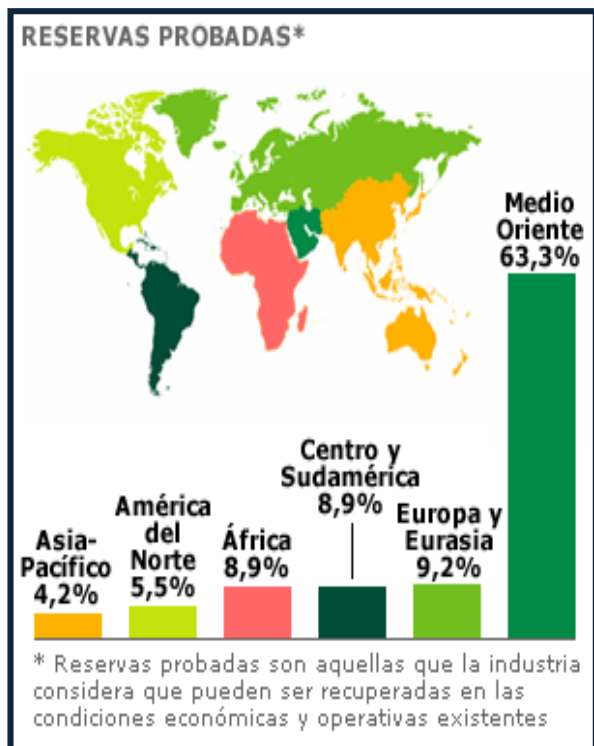 RESERVAS PROBADAS*
Medio
Oriente
63,3%
Asia-
Pacífico
4,2%
América
del
Norte
5,5%
África
8,9%
Centro y
Sudamérica
8,9%
Europa y
Eurasia
9,2%
* Reservas probadas son aquellas que la industria
considera que pueden ser recuperadas en las
condiciones económicas y operativas existentes